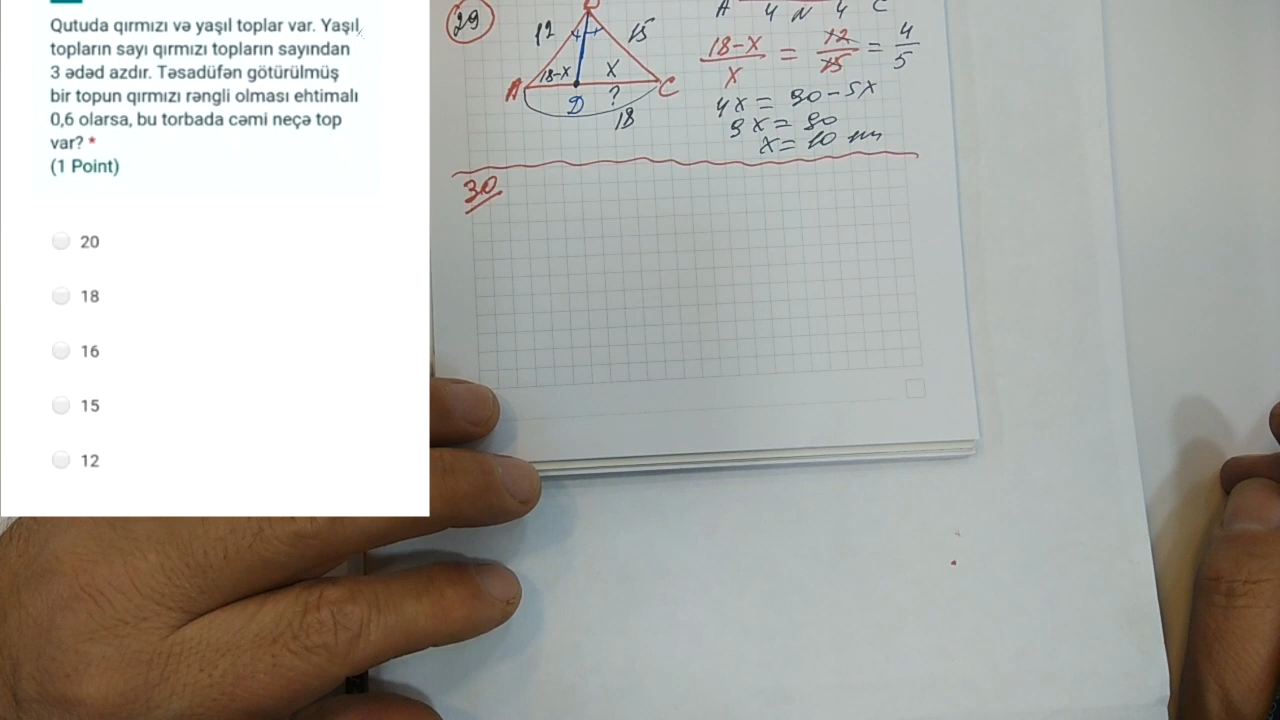 Qutuda qırmızı və yaşıl toplar var. Yaşıl
topların sayı qırmızı topların sayından
3 ədəd azdır. Təsadüfən götürülmüş
bir topun qırmızı rəngli olması ehtimalı
0,6 olarsa, bu torbada cəmi neçə top
var? *
(1 Point)
20
18
16
15
12
29
12
15
18-x
x
A
D
?
C
18
A 4 N 4 C
18-x / x = 12 / 15 = 4 / 5
4x = 90-5x
9x = 90
x = 10
30